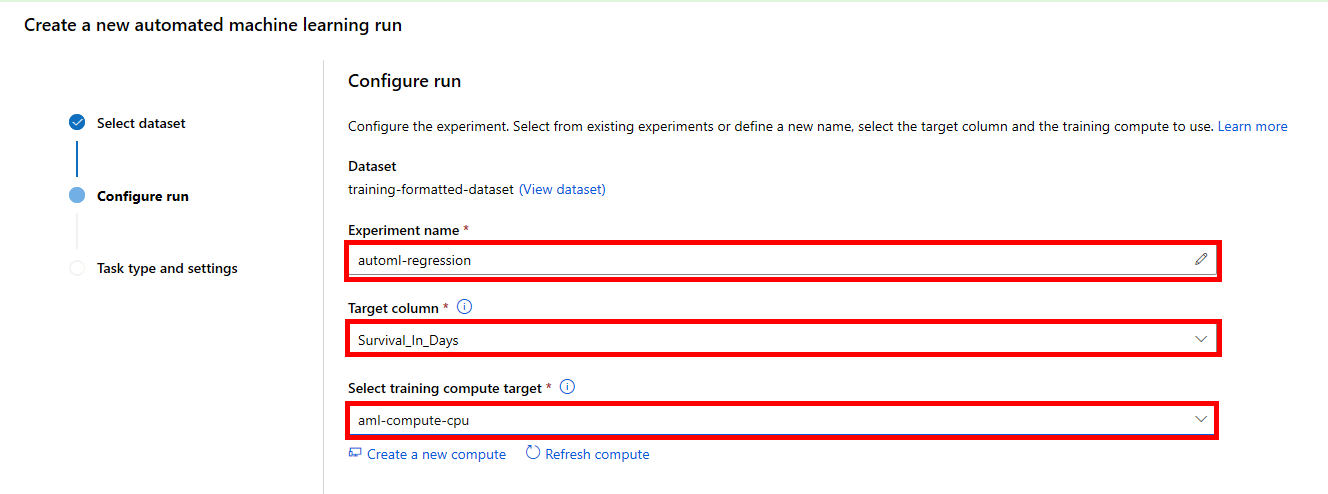 Create a new automated machine learning run
Select dataset
Configure run
Task type and settings
Configure run
Configure the experiment. Select from existing experiments or define a new name, select the target column and the training compute to use. Learn more
Dataset
training-formatted-dataset (View dataset)
Experiment name *
automl-regression
Target column *
Survival_In_Days
Select training compute target *
aml-compute-cpu
Create a new compute Refresh compute